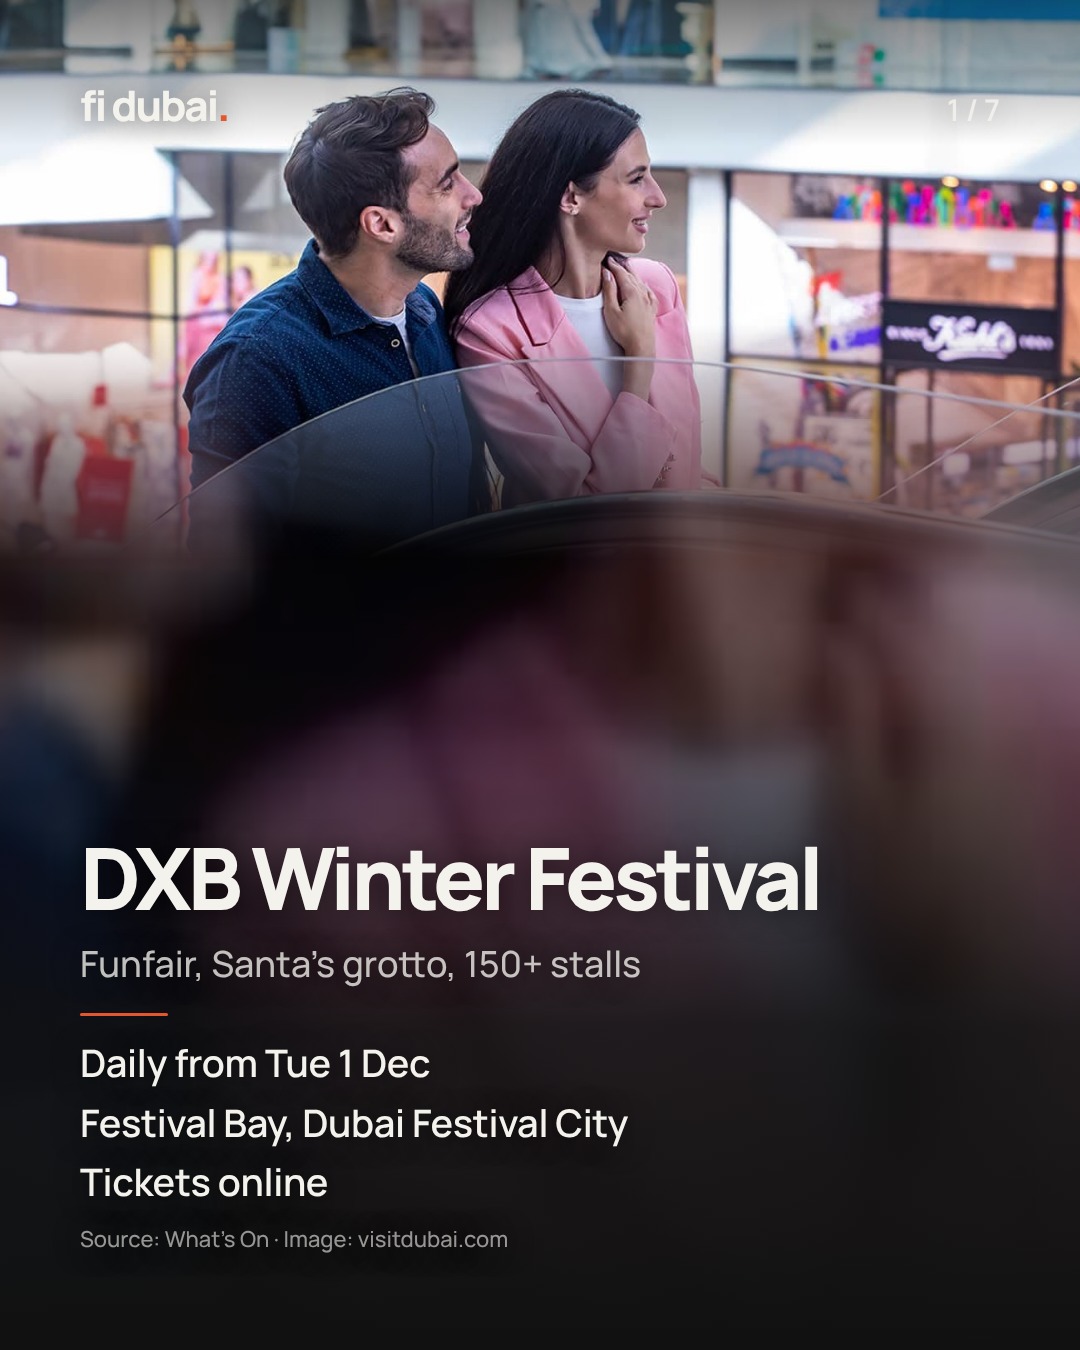 fi dubai.
1 / 7
Kiehl's
DXB Winter Festival
Funfair, Santa's grotto, 150+ stalls
Daily from Tue 1 Dec
Festival Bay, Dubai Festival City
Tickets online
Source: What's On · Image: visitdubai.com